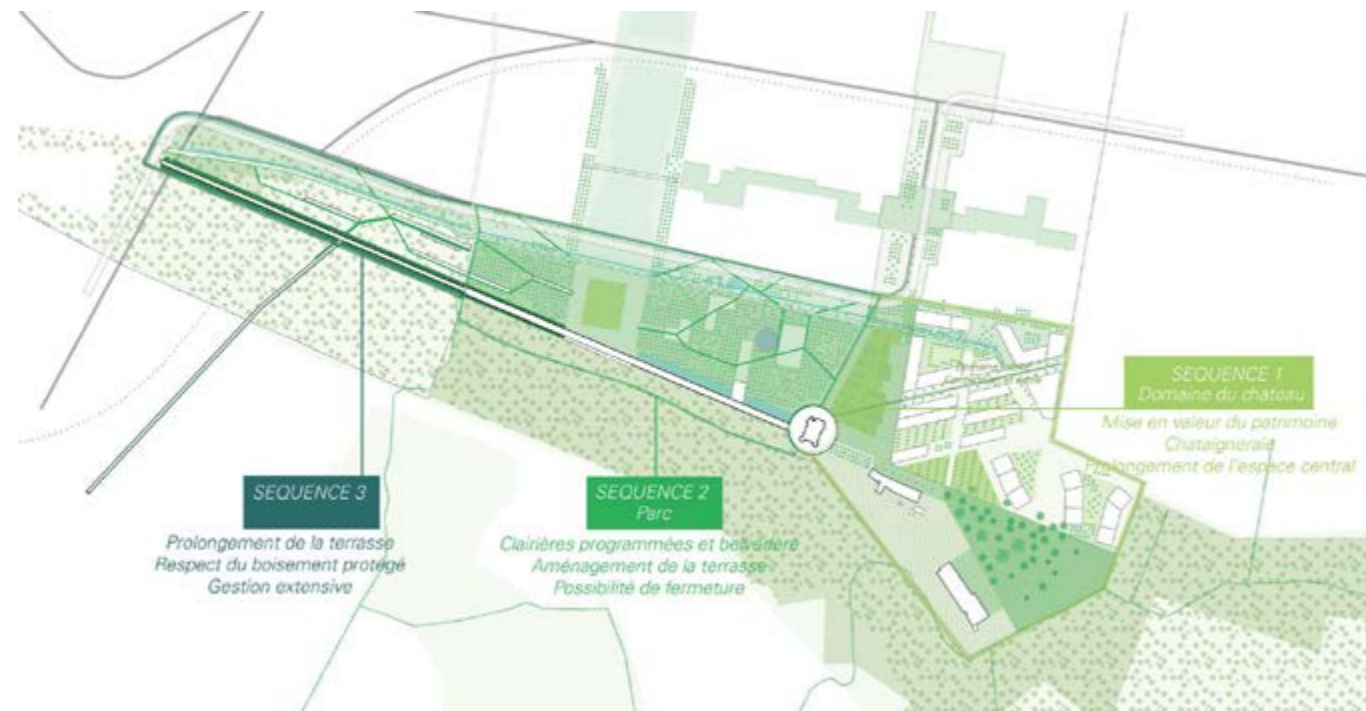 SEQUENCE 1
Domaine du chateau
Mise en valeur du patrimoine
Chataigneraie
Prolongement de l'espace central
SEQUENCE 2
Parc
Clairières programmées et belvédère
Aménagement de la terrasse
Possibilité de fermeture
SEQUENCE 3
Prolongement de la terrasse
Respect du boisement protégé
Gestion extensive